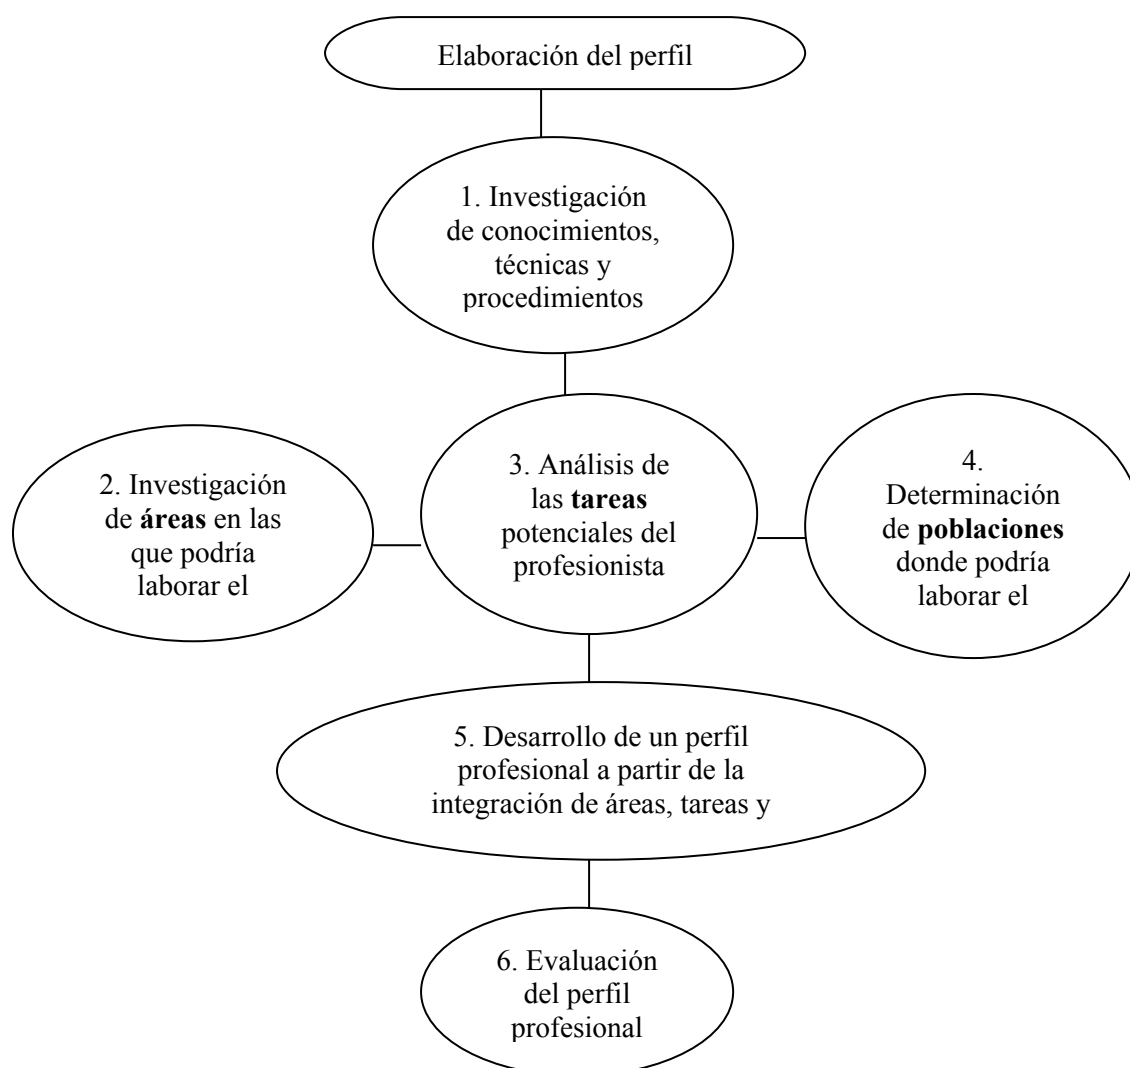 Elaboración del perfil
1. Investigación
de conocimientos,
técnicas y
procedimientos
2. Investigación
de áreas en las
que podría
laborar el
3. Análisis de
las tareas
potenciales del
profesionista
4.
Determinación
de poblaciones
donde podría
laborar el
5. Desarrollo de un perfil
profesional a partir de la
integración de áreas, tareas y
6. Evaluación
del perfil
profesional